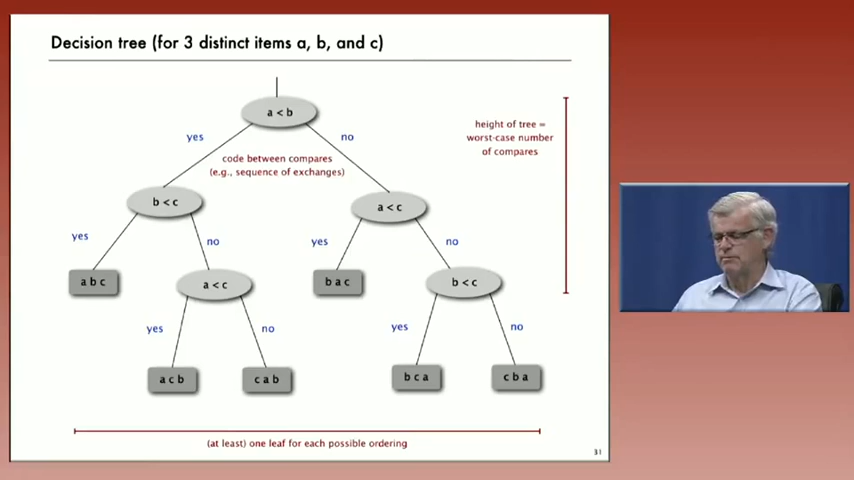 Decision tree (for 3 distinct items a, b, and c)
a < b
yes
no
height of tree =
worst-case number
of compares
code between compares
(e.g., sequence of exchanges)
b < c
a < c
yes
no
yes
no
a b c
a < c
b a c
b < c
yes
no
yes
no
a c b
c a b
b c a
c b a
(at least) one leaf for each possible ordering
31